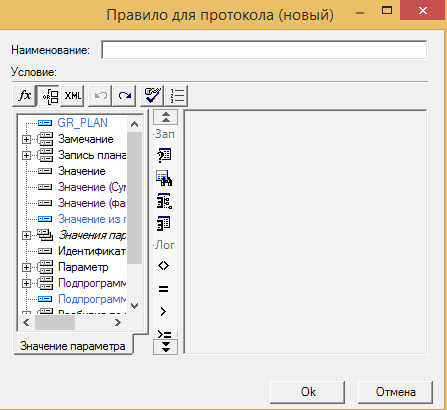 Правило для протокола (новый)
Наименование:
Условие:
fx
XML
GR_PLAN
Замечание
Запись плана
Значение
Значение (Сум
Значение (фа
Значение из п
Значения пар
Идентификат
Параметр
Подпрограмм
Подпрограмм
Значение параметра
·Зап
·Лог
<>
=
>
>=
Ok
Отмена